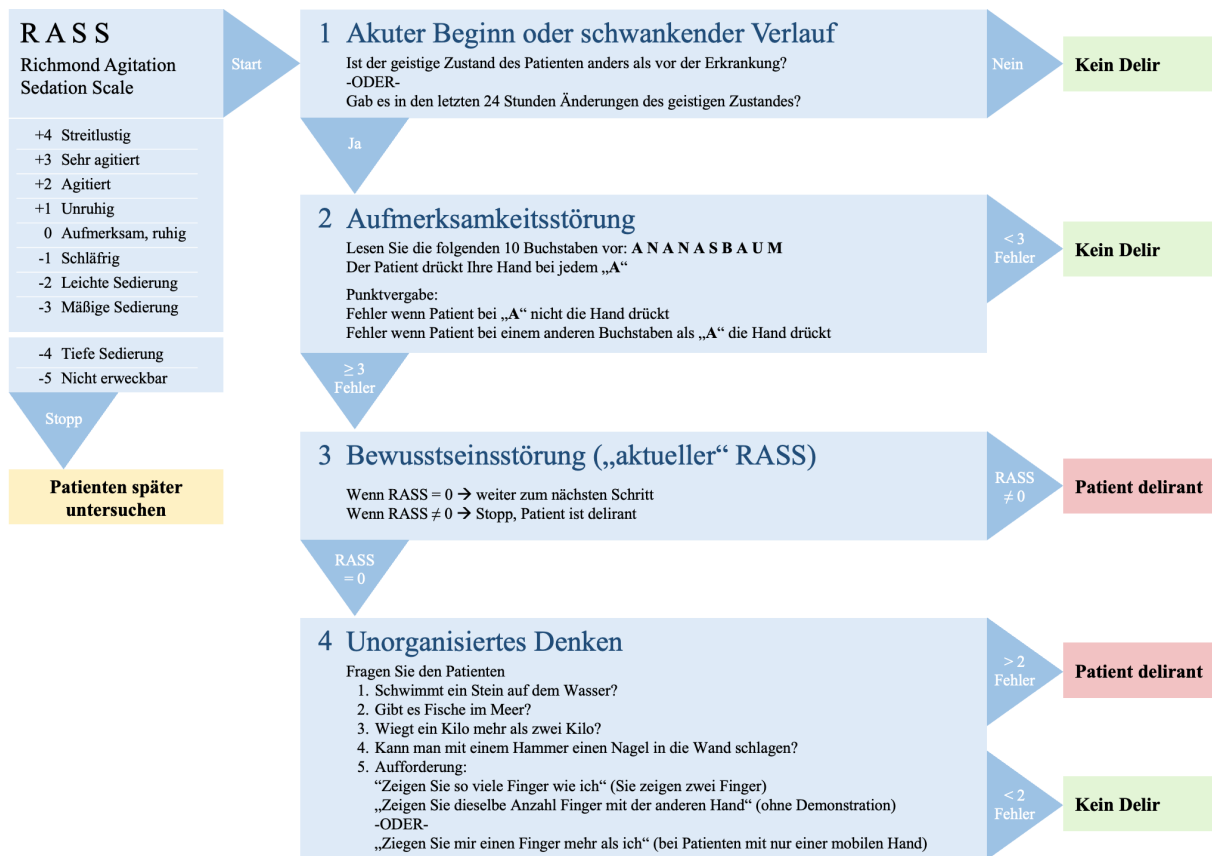 R A S S
Richmond Agitation
Sedation Scale
Start
+4 Streitlustig
+3 Sehr agitiert
+2 Agitiert
+1 Unruhig
0 Aufmerksam, ruhig
-1 Schläfrig
-2 Leichte Sedierung
-3 Mäßige Sedierung
-4 Tiefe Sedierung
-5 Nicht erweckbar
Stopp
Patienten später
untersuchen
1 Akuter Beginn oder schwankender Verlauf
Ist der geistige Zustand des Patienten anders als vor der Erkrankung?
-ODER-
Gab es in den letzten 24 Stunden Änderungen des geistigen Zustandes?
Nein
Kein Delir
Ja
2 Aufmerksamkeitsstörung
Lesen Sie die folgenden 10 Buchstaben vor: A N A N A S B A U M
Der Patient drückt Ihre Hand bei jedem „A“
Punktvergabe:
Fehler wenn Patient bei „A“ nicht die Hand drückt
Fehler wenn Patient bei einem anderen Buchstaben als „A“ die Hand drückt
< 3
Fehler
Kein Delir
≥ 3
Fehler
3 Bewusstseinsstörung („aktueller“ RASS)
Wenn RASS = 0 → weiter zum nächsten Schritt
Wenn RASS ≠ 0 → Stopp, Patient ist delirant
RASS
≠ 0
Patient delirant
RASS
= 0
4 Unorganisiertes Denken
Fragen Sie den Patienten
1. Schwimmt ein Stein auf dem Wasser?
2. Gibt es Fische im Meer?
3. Wiegt ein Kilo mehr als zwei Kilo?
4. Kann man mit einem Hammer einen Nagel in die Wand schlagen?
5. Aufforderung:
“Zeigen Sie so viele Finger wie ich“ (Sie zeigen zwei Finger)
„Zeigen Sie dieselbe Anzahl Finger mit der anderen Hand“ (ohne Demonstration)
-ODER-
„Ziegen Sie mir einen Finger mehr als ich“ (bei Patienten mit nur einer mobilen Hand)
> 2
Fehler
Patient delirant
< 2
Fehler
Kein Delir